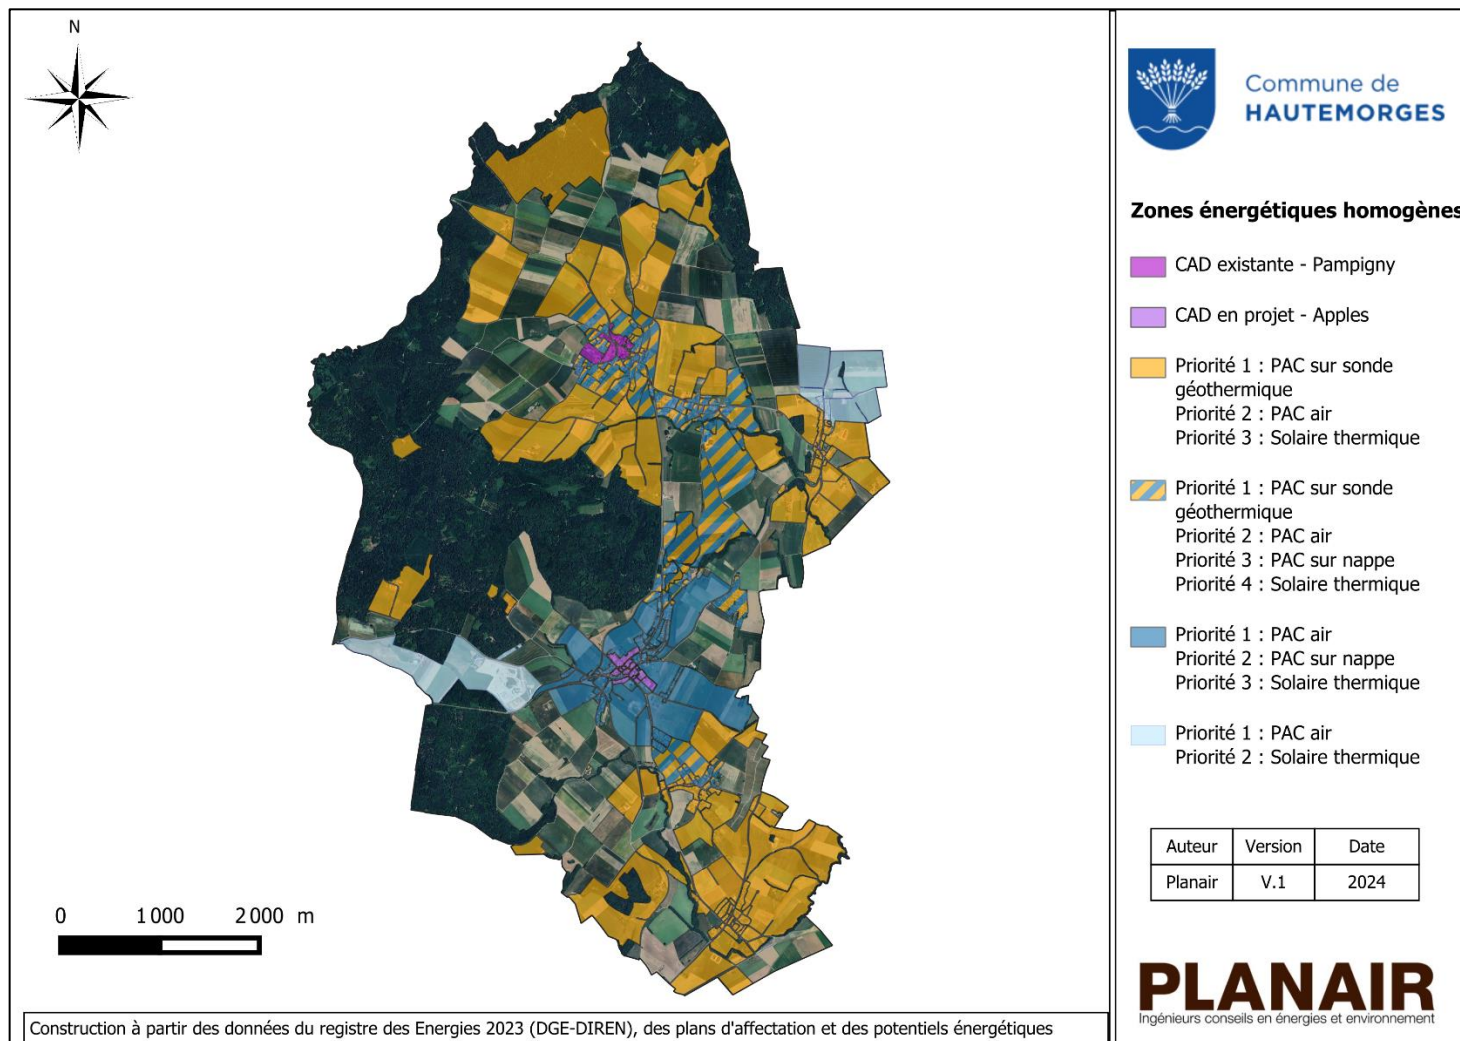 N
Commune de
HAUTEMORGES
Zones énergétiques homogènes
CAD existante - Pampigny
CAD en projet - Apples
Priorité 1 : PAC sur sonde
géothermique
Priorité 2 : PAC air
Priorité 3 : Solaire thermique
Priorité 1 : PAC sur sonde
géothermique
Priorité 2 : PAC air
Priorité 3 : PAC sur nappe
Priorité 4 : Solaire thermique
Priorité 1 : PAC air
Priorité 2 : PAC sur nappe
Priorité 3 : Solaire thermique
Priorité 1 : PAC air
Priorité 2 : Solaire thermique
Auteur Version Date
Planair V.1 2024
0 1 000 2 000 m
PLANAIR
Ingénieurs conseils en énergies et environnement
Construction à partir des données du registre des Energies 2023 (DGE-DIREN), des plans d'affectation et des potentiels énergétiques